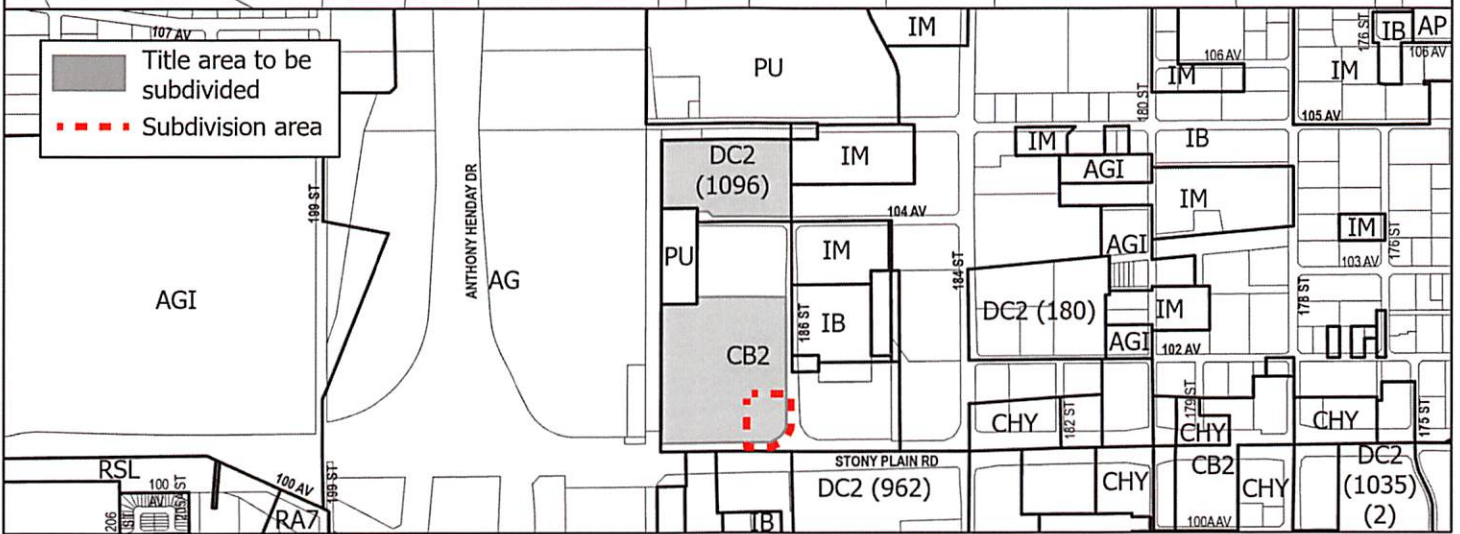 107 AV
Title area to be
subdivided
Subdivision area
199 ST
ANTHONY HENDAY DR
AGI
AG
199 ST
RSL
100 AV
100
AV
206
ST
205A ST
RA7
PU
IM
DC2
(1096)
IM
PU
104 AV
IM
186 ST
IB
CB2
184 ST
STONY PLAIN RD
DC2 (962)
IB
180 ST
106 AV
IM
IM
AGI
IB
IM
AGI
DC2 (180)
IM
AGI
102 AV
CHY
182 ST
179 ST
CHY
CHY
CB2
CHY
100A AV
176 ST
IB
AP
106 AV
IM
105 AV
IM
176 ST
103 AV
178 ST
CHY
175 ST
DC2
(1035)
(2)